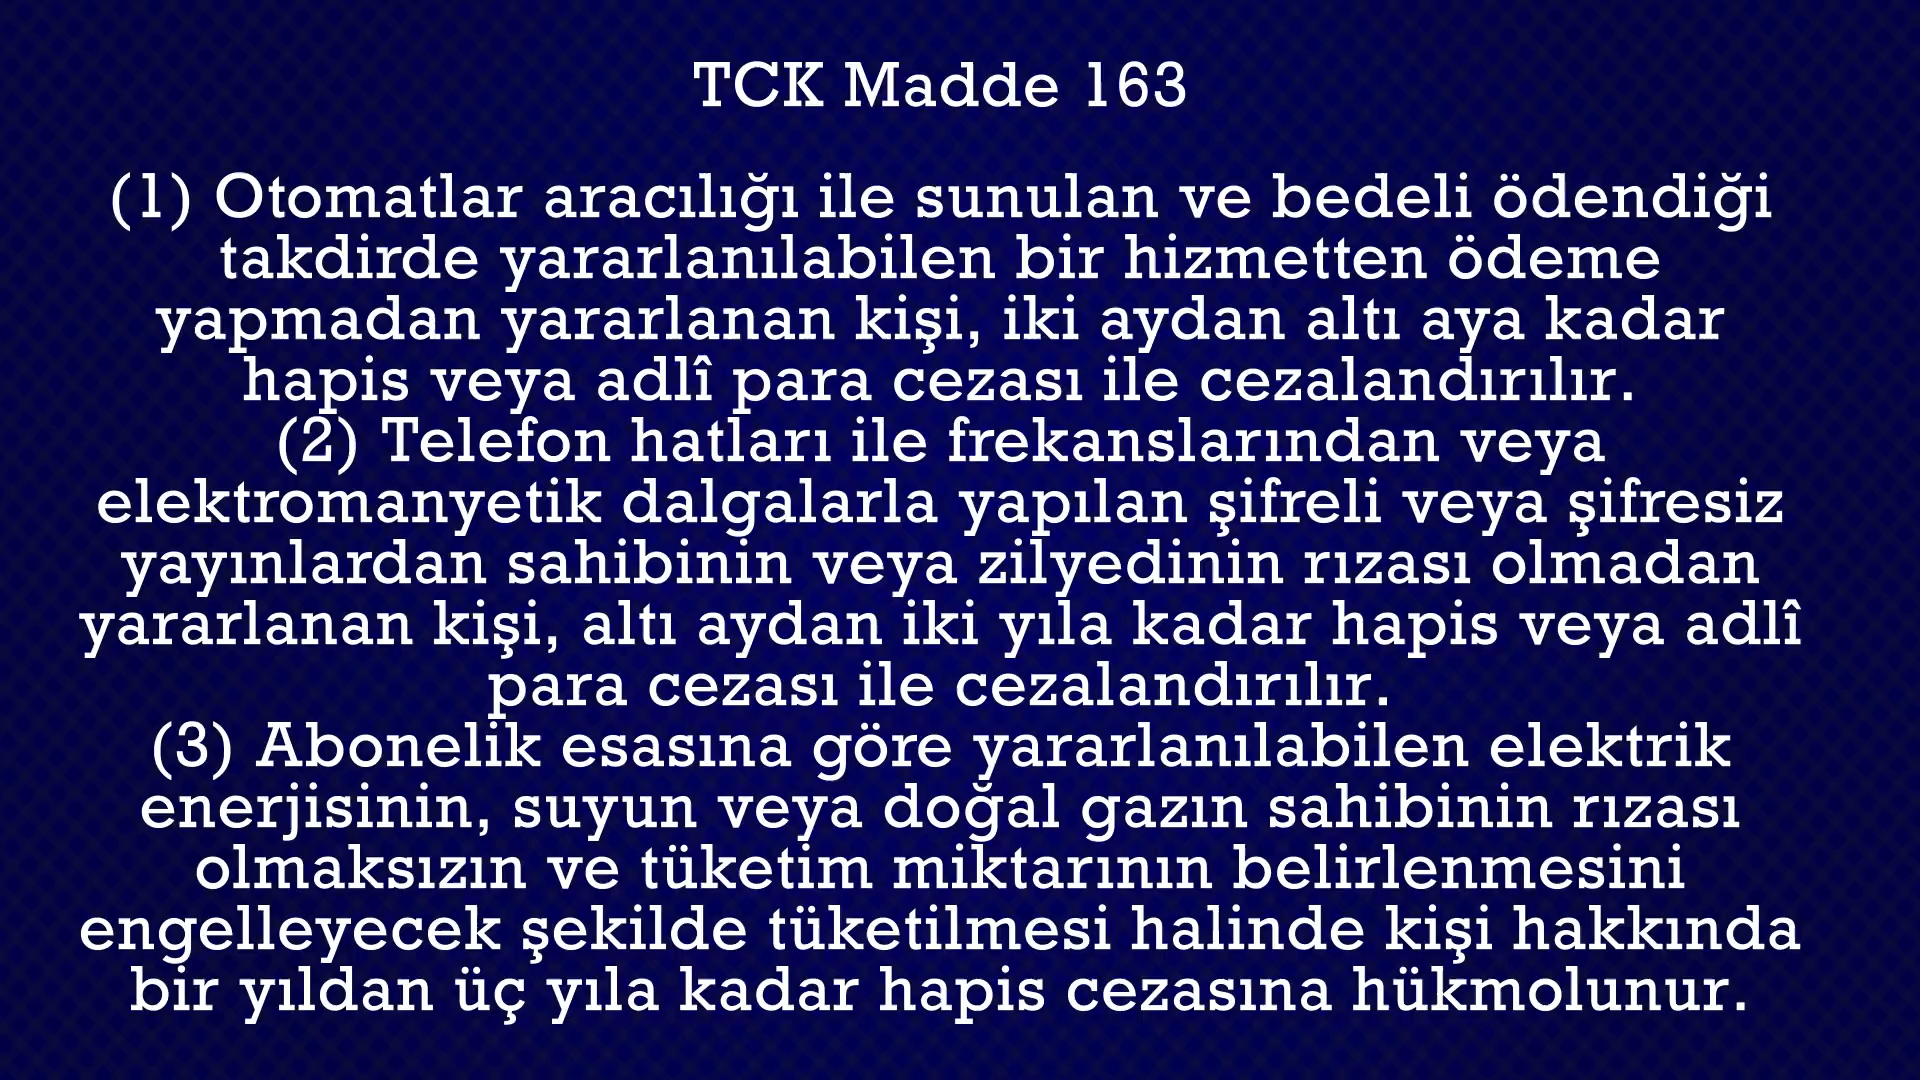 TCK Madde 163
(1) Otomatlar aracılığı ile sunulan ve bedeli ödendiği
takdirde yararlanılabilen bir hizmetten ödeme
yapmadan yararlanan kişi, iki aydan altı aya kadar
hapis veya adlî para cezası ile cezalandırılır.
(2) Telefon hatları ile frekanslarından veya
elektromanyetik dalgalarla yapılan şifreli veya şifresiz
yayınlardan sahibinin veya zilyedinin rızası olmadan
yararlanan kişi, altı aydan iki yıla kadar hapis veya adlî
para cezası ile cezalandırılır.
(3) Abonelik esasına göre yararlanılabilen elektrik
enerjisinin, suyun veya doğal gazın sahibinin rızası
olmaksızın ve tüketim miktarının belirlenmesini
engelleyecek şekilde tüketilmesi halinde kişi hakkında
bir yıldan üç yıla kadar hapis cezasına hükmolunur.